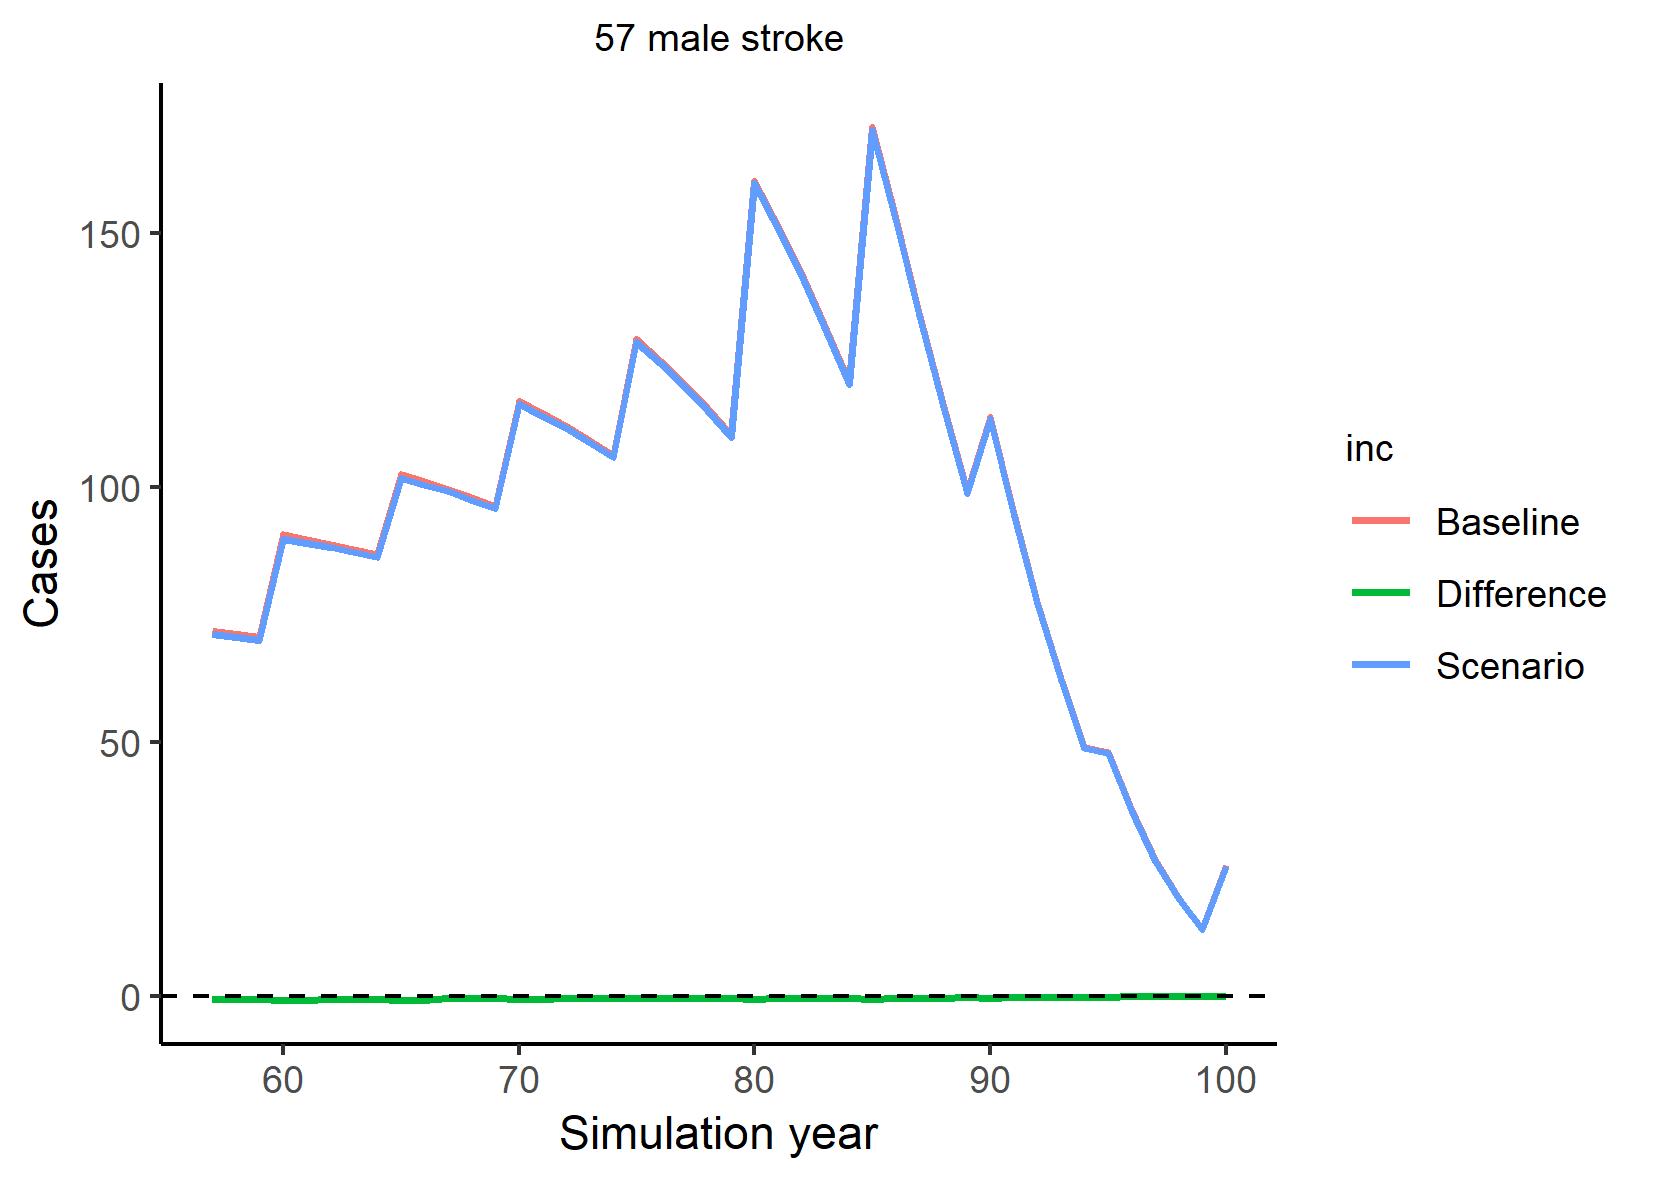 57 male stroke
150
100
50
0
Cases
60 70 80 90 100
Simulation year
inc
Baseline
Difference
Scenario